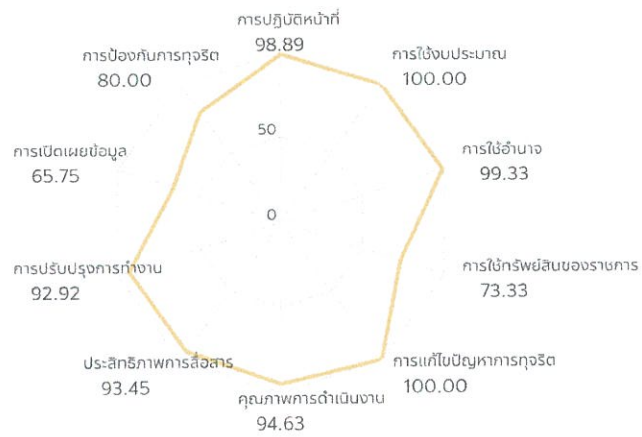 การปฏิบัติหน้าที่
98.89
การป้องกันการทุจริต
80.00
การใช้งบประมาณ
100.00
50
การเปิดเผยข้อมูล
65.75
การใช้อำนาจ
99.33
0
การปรับปรุงการทำงาน
92.92
การใช้ทรัพย์สินของราชการ
73.33
ประสิทธิภาพการสื่อสาร
93.45
การแก้ไขปัญหาการทุจริต
100.00
คุณภาพการดำเนินงาน
94.63